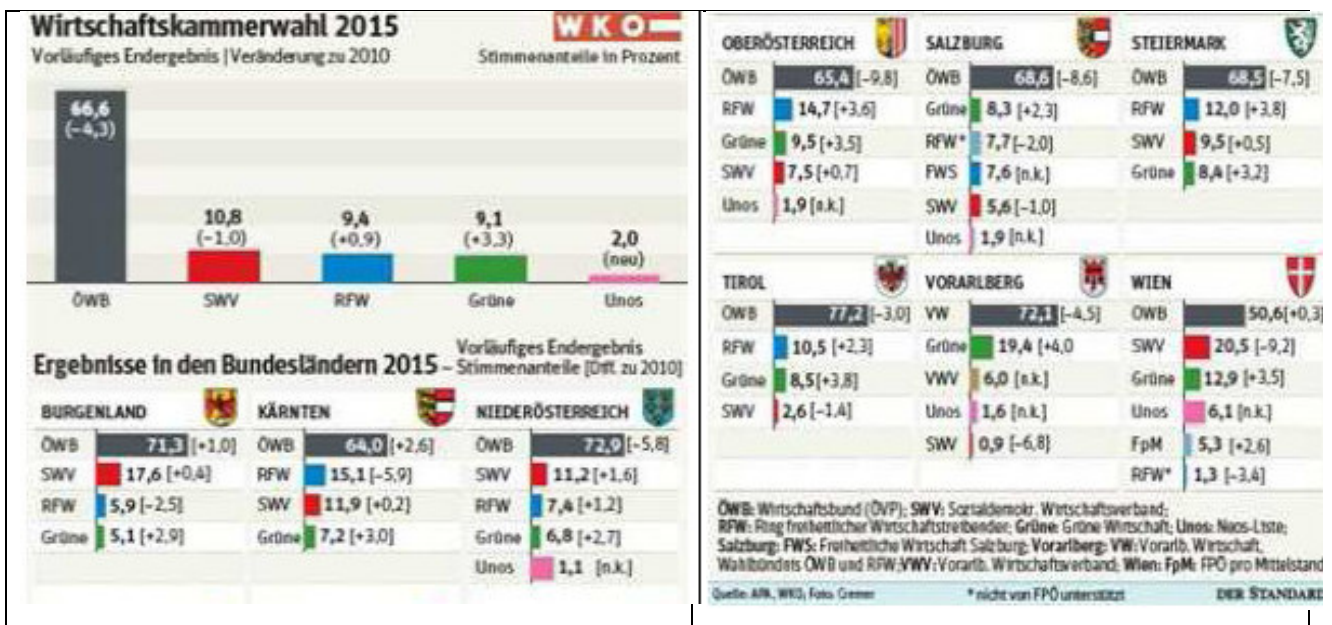 Wirtschaftskammerwahl 2015
WKO
Vorläufiges Endergebnis | Veränderung zu 2010
Stimmenanteile in Prozent
66,6
(–4,3)
10,8
(–1,0)
9,4
(+0,9)
9,1
(+3,3)
2,0
(neu)
ÖWB SWV RFW Grüne Unos
Ergebnisse in den Bundesländern 2015 – Vorläufiges Endergebnis
Stimmenanteile [Diff. zu 2010]
BURGENLAND
ÖWB 71,3 [+1,0]
SWV 17,6 [+0,4]
RFW 5,9 [–2,5]
Grüne 5,1 [+2,9]
KÄRNTEN
ÖWB 64,0 [+2,6]
RFW 15,1 [–5,9]
SWV 11,9 [+0,2]
Grüne 7,2 [+3,0]
NIEDERÖSTERREICH
ÖWB 72,9 [–5,8]
SWV 11,2 [+1,6]
RFW 7,4 [+1,2]
Grüne 6,8 [+2,7]
Unos 1,1 [n.k.]
OBERÖSTERREICH
ÖWB 65,4 [–9,8]
RFW 14,7 [+3,6]
Grüne 9,5 [+3,5]
SWV 7,5 [+0,7]
Unos 1,9 [n.k.]
SALZBURG
ÖWB 68,6 [–8,6]
Grüne 8,3 [+2,3]
RFW* 7,7 [–2,0]
FWS 7,6 [n.k.]
SWV 5,6 [–1,0]
Unos 1,9 [n.k.]
STEIERMARK
ÖWB 68,5 [–7,5]
RFW 12,0 [+3,8]
SWV 9,5 [+0,5]
Grüne 8,4 [+3,2]
TIROL
ÖWB 77,2 [–3,0]
RFW 10,5 [+2,3]
Grüne 8,5 [+3,8]
SWV 2,6 [–1,4]
VORARLBERG
VW 72,1 [–4,5]
Grüne 19,4 [+4,0
VWV 6,0 [n.k.]
Unos 1,6 [n.k.]
SWV 0,9 [–6,8]
WIEN
ÖWB 50,6 [+0,3]
SWV 20,5 [–9,2]
Grüne 12,9 [+3,5]
Unos 6,1 [n.k.]
FpM 5,3 [+2,6]
RFW* 1,3 [–3,4]
ÖWB: Wirtschaftsbund (ÖVP); SWV: Sozialdemokr. Wirtschaftsverband;
RFW: Ring freiheitlicher Wirtschaftstreibender; Grüne: Grüne Wirtschaft; Unos: Neos-Liste;
Salzburg: FWS: Freiheitliche Wirtschaft Salzburg; Vorarlberg: VW: Vorarlb. Wirtschaft,
Wahlbündnis ÖWB und RFW; VWV: Vorarlb. Wirtschaftsverband; Wien: FpM: FPÖ pro Mittelstand
Quelle: APA, WKO, Foto: Cremer
* nicht von FPÖ unterstützt
DER STANDARD